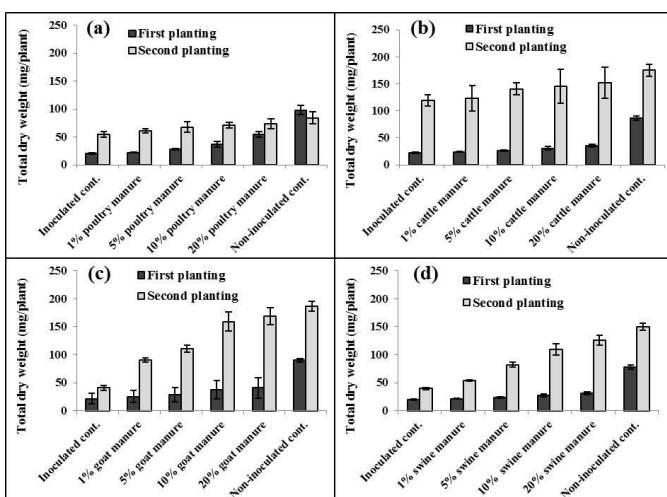 (a)
First planting
Second planting
Total dry weight (mg/plant)
250
200
150
100
50
0
Inoculated cont.
1% poultry manure
5% poultry manure
10% poultry manure
20% poultry manure
Non-inoculated cont.
(b)
First planting
Second planting
Total dry weight (mg/plant)
250
200
150
100
50
0
Inoculated cont.
1% cattle manure
5% cattle manure
10% cattle manure
20% cattle manure
Non-inoculated cont.
(c)
First planting
Second planting
Total dry weight (mg/plant)
250
200
150
100
50
0
Inoculated cont.
1% goat manure
5% goat manure
10% goat manure
20% goat manure
Non-inoculated cont.
(d)
First planting
Second planting
Total dry weight (mg/plant)
250
200
150
100
50
0
Inoculated cont.
1% swine manure
5% swine manure
10% swine manure
20% swine manure
Non-inoculated cont.